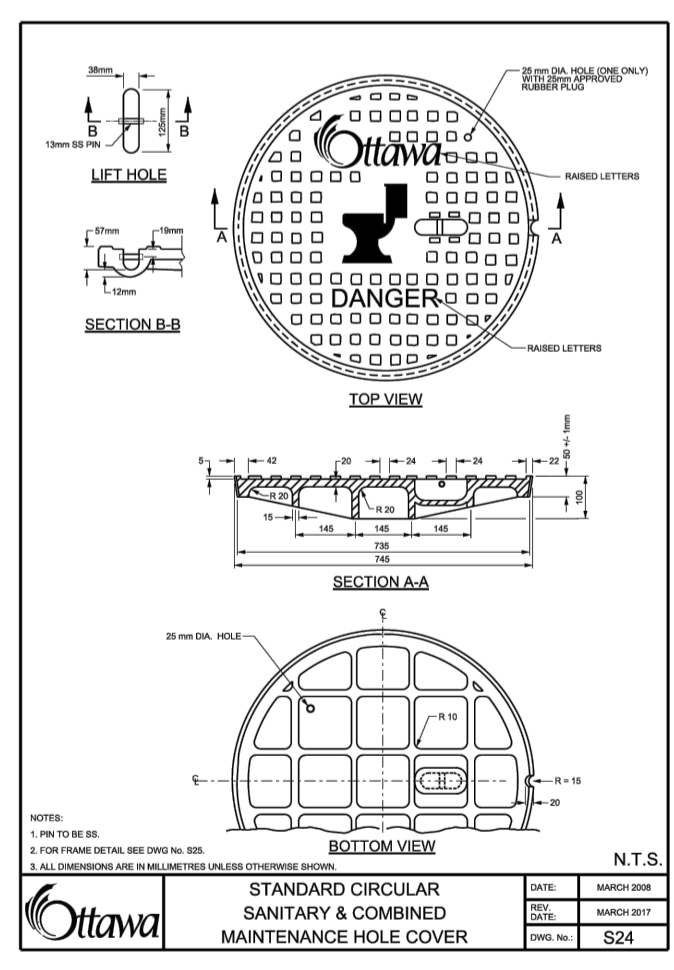 38mm
125mm
B
B
13mm SS PIN
LIFT HOLE
57mm
19mm
12mm
SECTION B-B
25 mm DIA. HOLE (ONE ONLY)
WITH 25mm APPROVED
RUBBER PLUG
Ottawa
RAISED LETTERS
A
A
DANGER
RAISED LETTERS
TOP VIEW
5
42
20
24
24
22
50 +/- 1mm
100
R 20
R 20
15
145
145
145
735
745
SECTION A-A
℄
25 mm DIA. HOLE
R 10
℄
R = 15
20
BOTTOM VIEW
NOTES:
1. PIN TO BE SS.
2. FOR FRAME DETAIL SEE DWG No. S25.
3. ALL DIMENSIONS ARE IN MILLIMETRES UNLESS OTHERWISE SHOWN.
N.T.S.
Ottawa
STANDARD CIRCULAR
SANITARY & COMBINED
MAINTENANCE HOLE COVER
DATE: MARCH 2008
REV. DATE: MARCH 2017
DWG. No.: S24